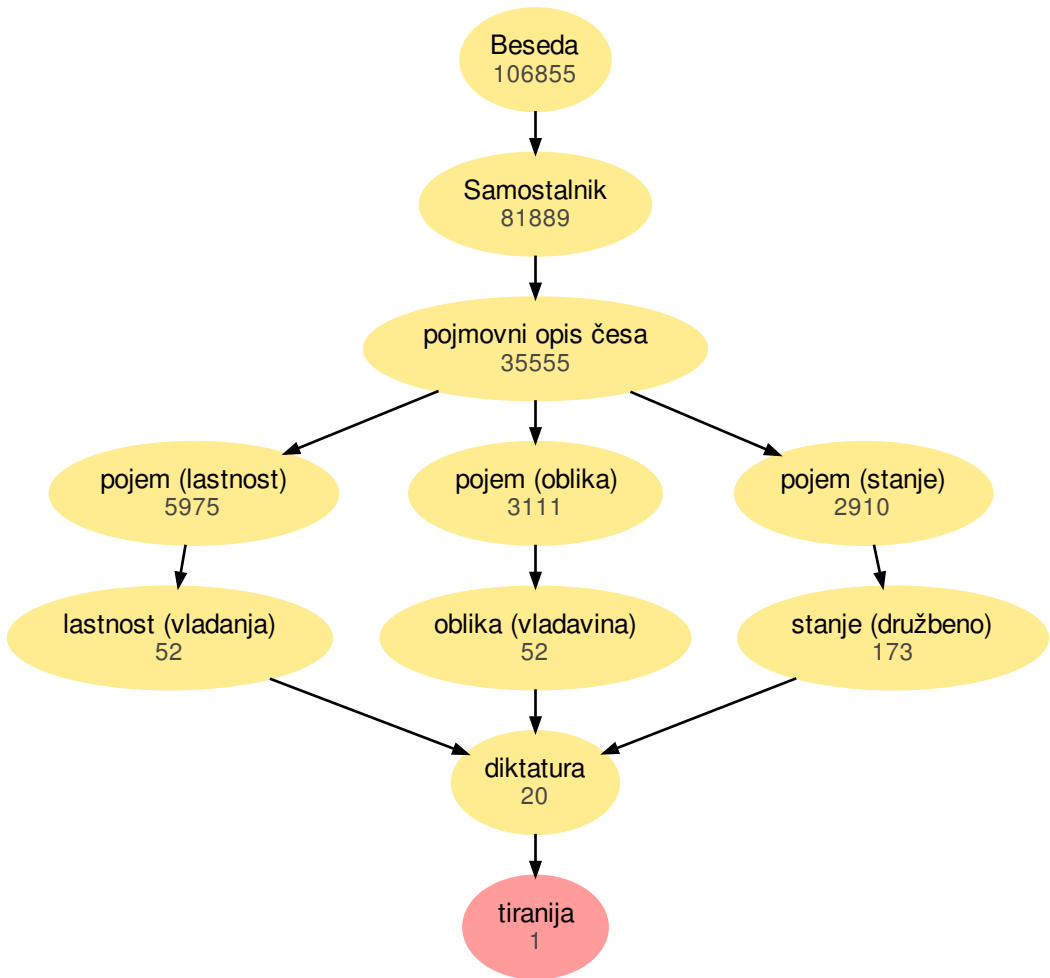 Beseda
106855
Samostalnik
81889
pojmovni opis česa
35555
pojem (lastnost)
5975
pojem (oblika)
3111
pojem (stanje)
2910
lastnost (vladanja)
52
oblika (vladavina)
52
stanje (družbeno)
173
diktatura
20
tiranija
1